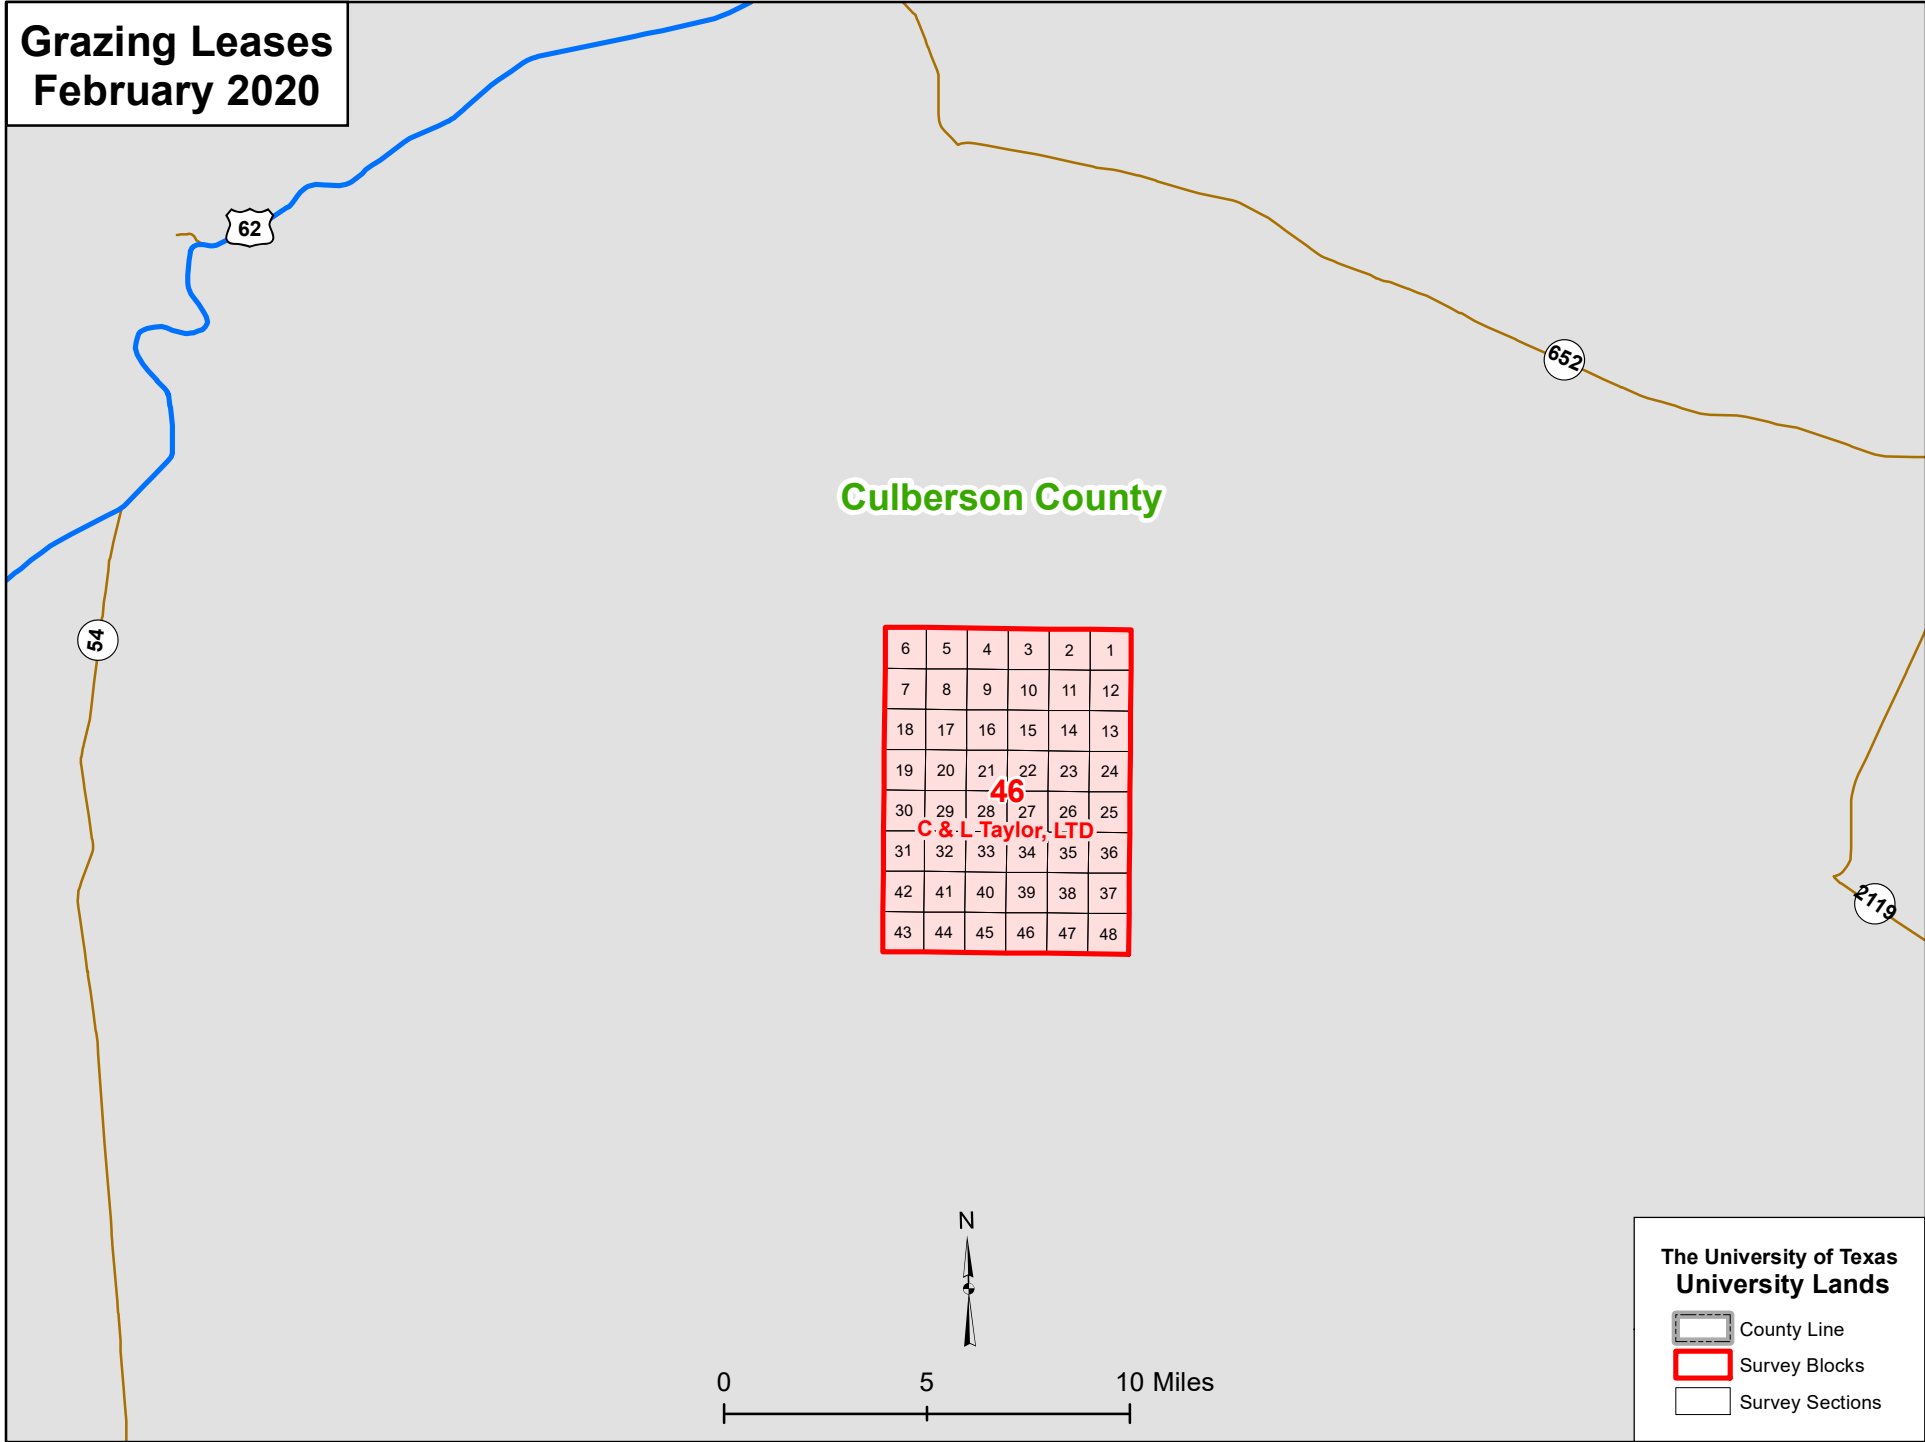 Grazing Leases
February 2020
62
652
Culberson County
54
6 5 4 3 2 1
7 8 9 10 11 12
18 17 16 15 14 13
19 20 21 22 23 24
46
30 29 28 27 26 25
C & L Taylor, LTD
31 32 33 34 35 36
42 41 40 39 38 37
43 44 45 46 47 48
2119
N
0 5 10 Miles
The University of Texas
University Lands
County Line
Survey Blocks
Survey Sections